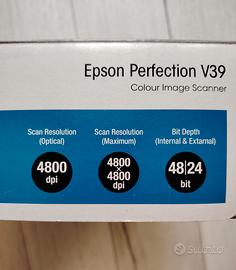 Epson Perfection V39
Colour Image Scanner
Scan Resolution
(Optical)
4800
dpi
Scan Resolution
(Maximum)
4800
x
4800
dpi
Bit Depth
(Internal & External)
48|24
bit
Subito